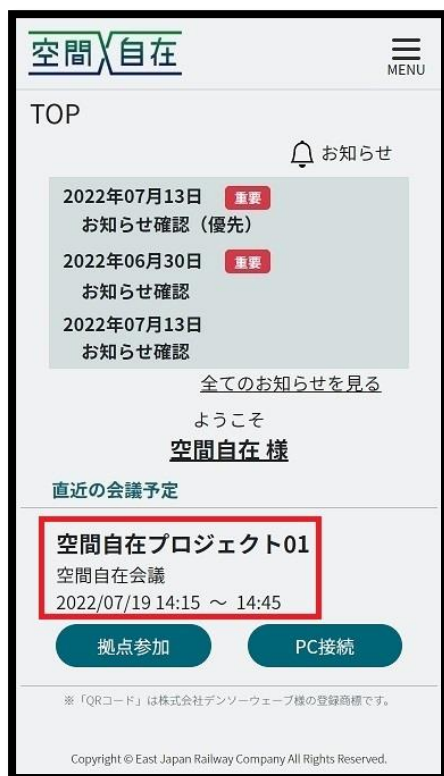 空間自在
MENU
TOP
お知らせ
2022年07月13日 重要
お知らせ確認（優先）
2022年06月30日 重要
お知らせ確認
2022年07月13日
お知らせ確認
全てのお知らせを見る
ようこそ
空間自在 様
直近の会議予定
空間自在プロジェクト01
空間自在会議
2022/07/19 14:15 ～ 14:45
拠点参加 PC接続
※「QRコード」は株式会社デンソーウェーブ様の登録商標です。
Copyright © East Japan Railway Company All Rights Reserved.